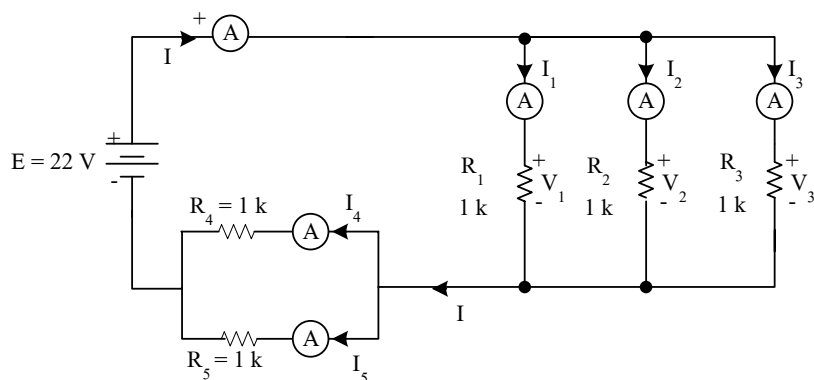 +
A
I
I₁
I₂
I₃
A
A
A
E = 22 V
+
-
R₁
1 k
+
V₁
-
R₂
1 k
+
V₂
-
R₃
1 k
+
V₃
-
R₄ = 1 k
I₄
A
I
A
R₅ = 1 k
I₅